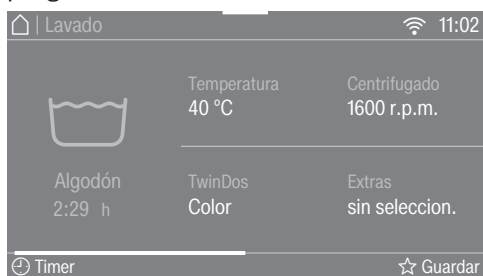 | Lavado 11:02
Temperatura
40 °C
Centrifugado
1600 r.p.m.
Algodón
2:29 h
TwinDos
Color
Extras
sin seleccion.
Timer
Guardar